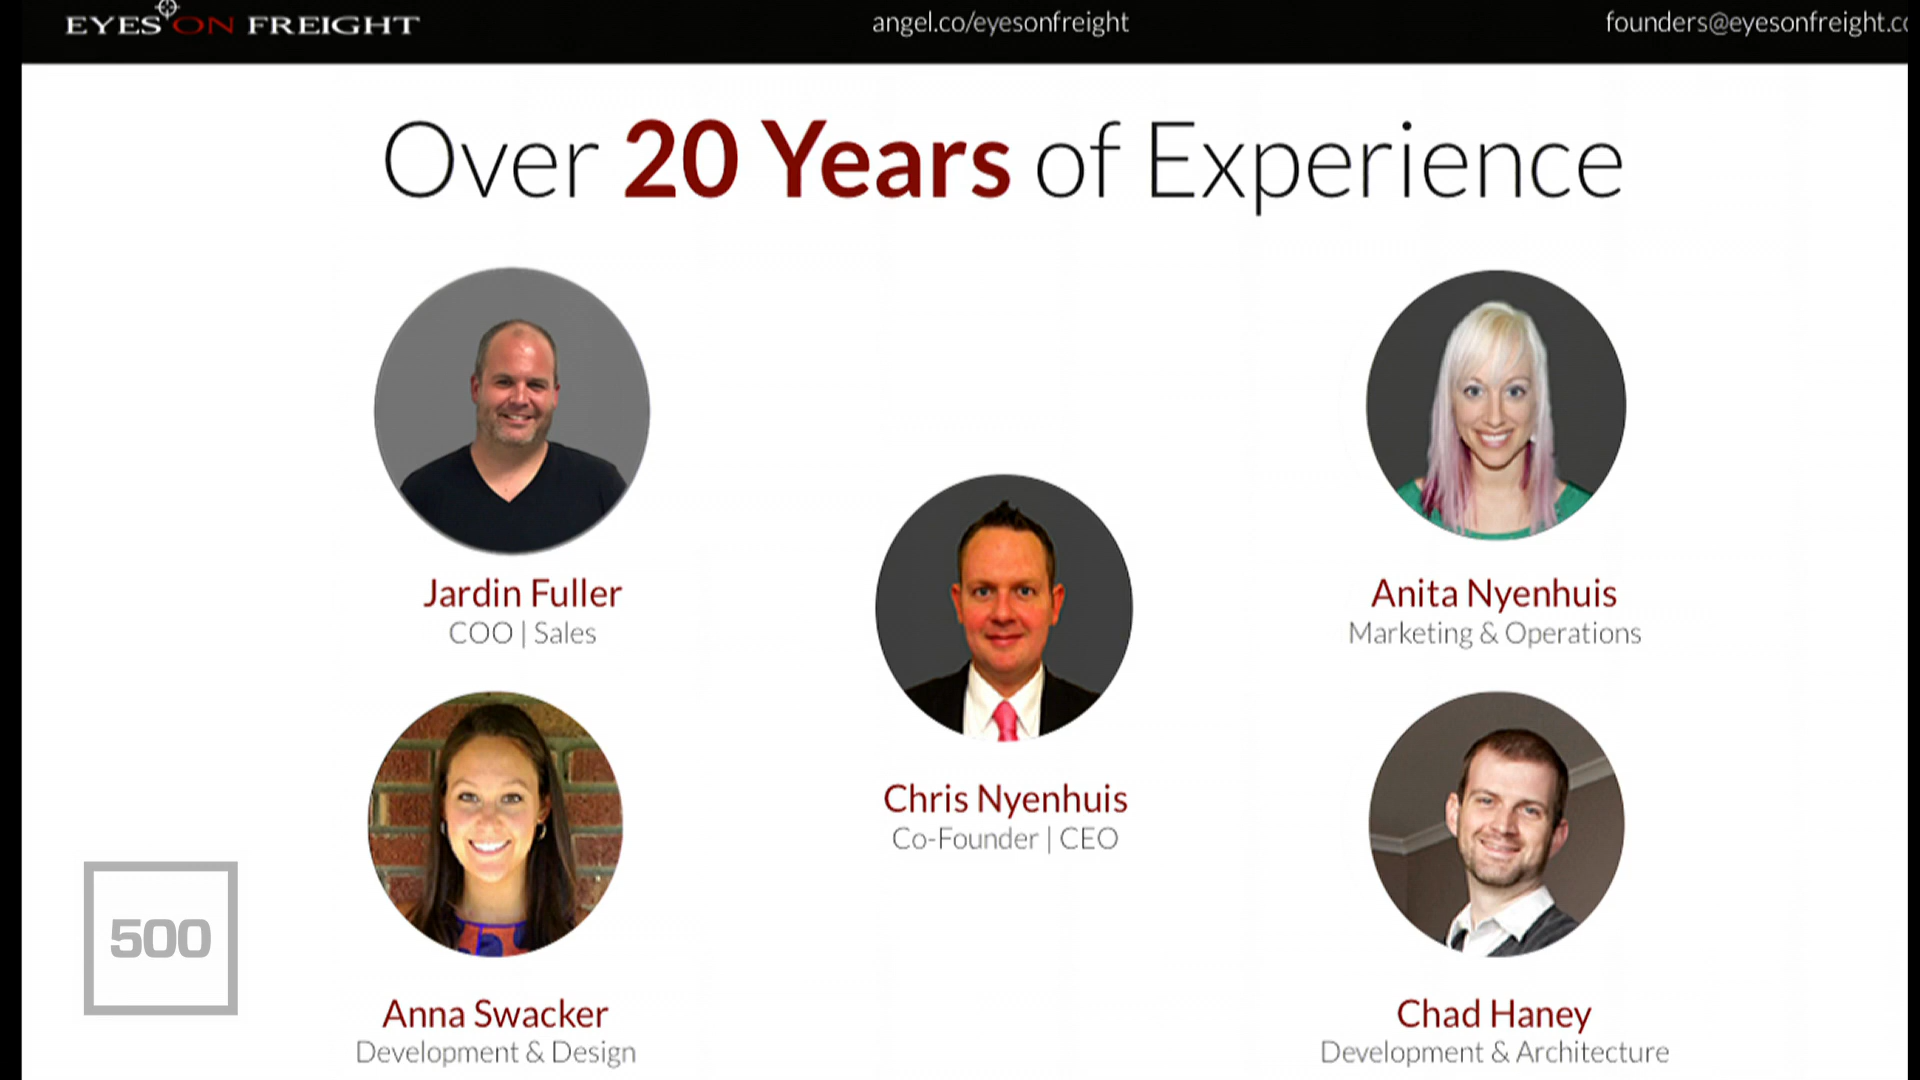 EYES ON FREIGHT
angel.co/eyesonfreight
founders@eyesonfreight.co
Over 20 Years of Experience
Jardin Fuller
COO | Sales
Anita Nyenhuis
Marketing & Operations
Chris Nyenhuis
Co-Founder | CEO
500
Anna Swacker
Development & Design
Chad Haney
Development & Architecture